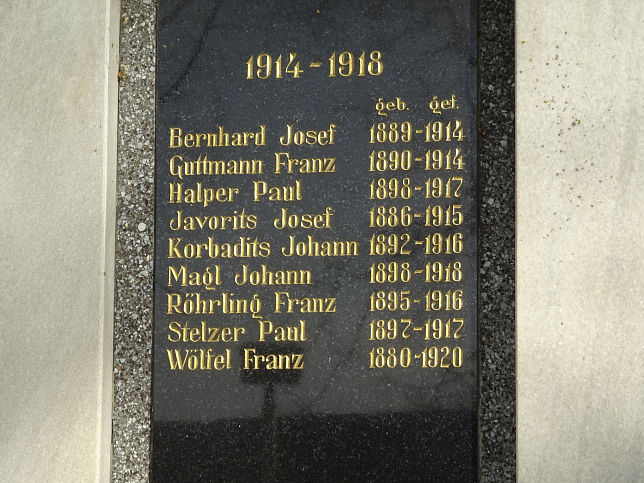 1914 - 1918
geb. gef.
Bernhard Josef 1889-1914
Guttmann Franz 1890-1914
Halper Paul 1898-1917
Javorits Josef 1886-1915
Korbadits Johann 1892-1916
Magl Johann 1898-1918
Röhrling Franz 1895-1916
Stelzer Paul 1897-1917
Wölfel Franz 1880-1920